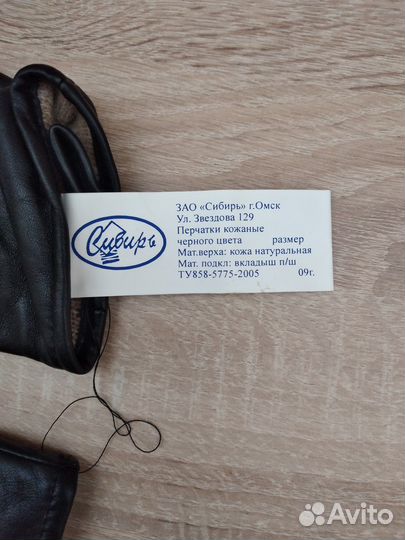 Сибирь
ЗАО «Сибирь» г.Омск
Ул. Звездова 129
Перчатки кожаные
черного цвета размер
Мат.верха: кожа натуральная
Мат. подкл: вкладыш п/ш
ТУ858-5775-2005 09г.
Avito